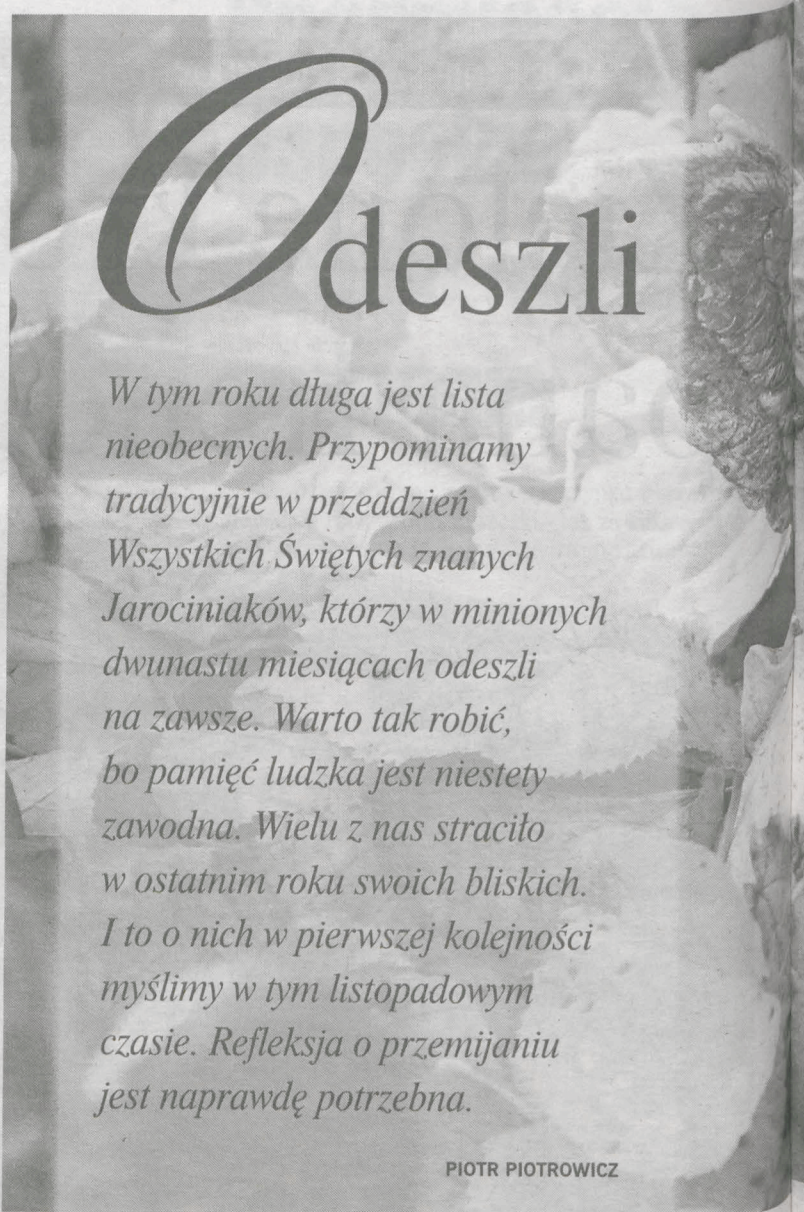 Odeszli
W tym roku długa jest lista
nieobecnych. Przypominamy
tradycyjnie w przeddzień
Wszystkich Świętych znanych
Jarociniaków, którzy w minionych
dwunastu miesiącach odeszli
na zawsze. Warto tak robić,
bo pamięć ludzka jest niestety
zawodna. Wielu z nas straciło
w ostatnim roku swoich bliskich.
I to o nich w pierwszej kolejności
myślimy w tym listopadowym
czasie. Refleksja o przemijaniu
jest naprawdę potrzebna.
PIOTR PIOTROWICZ